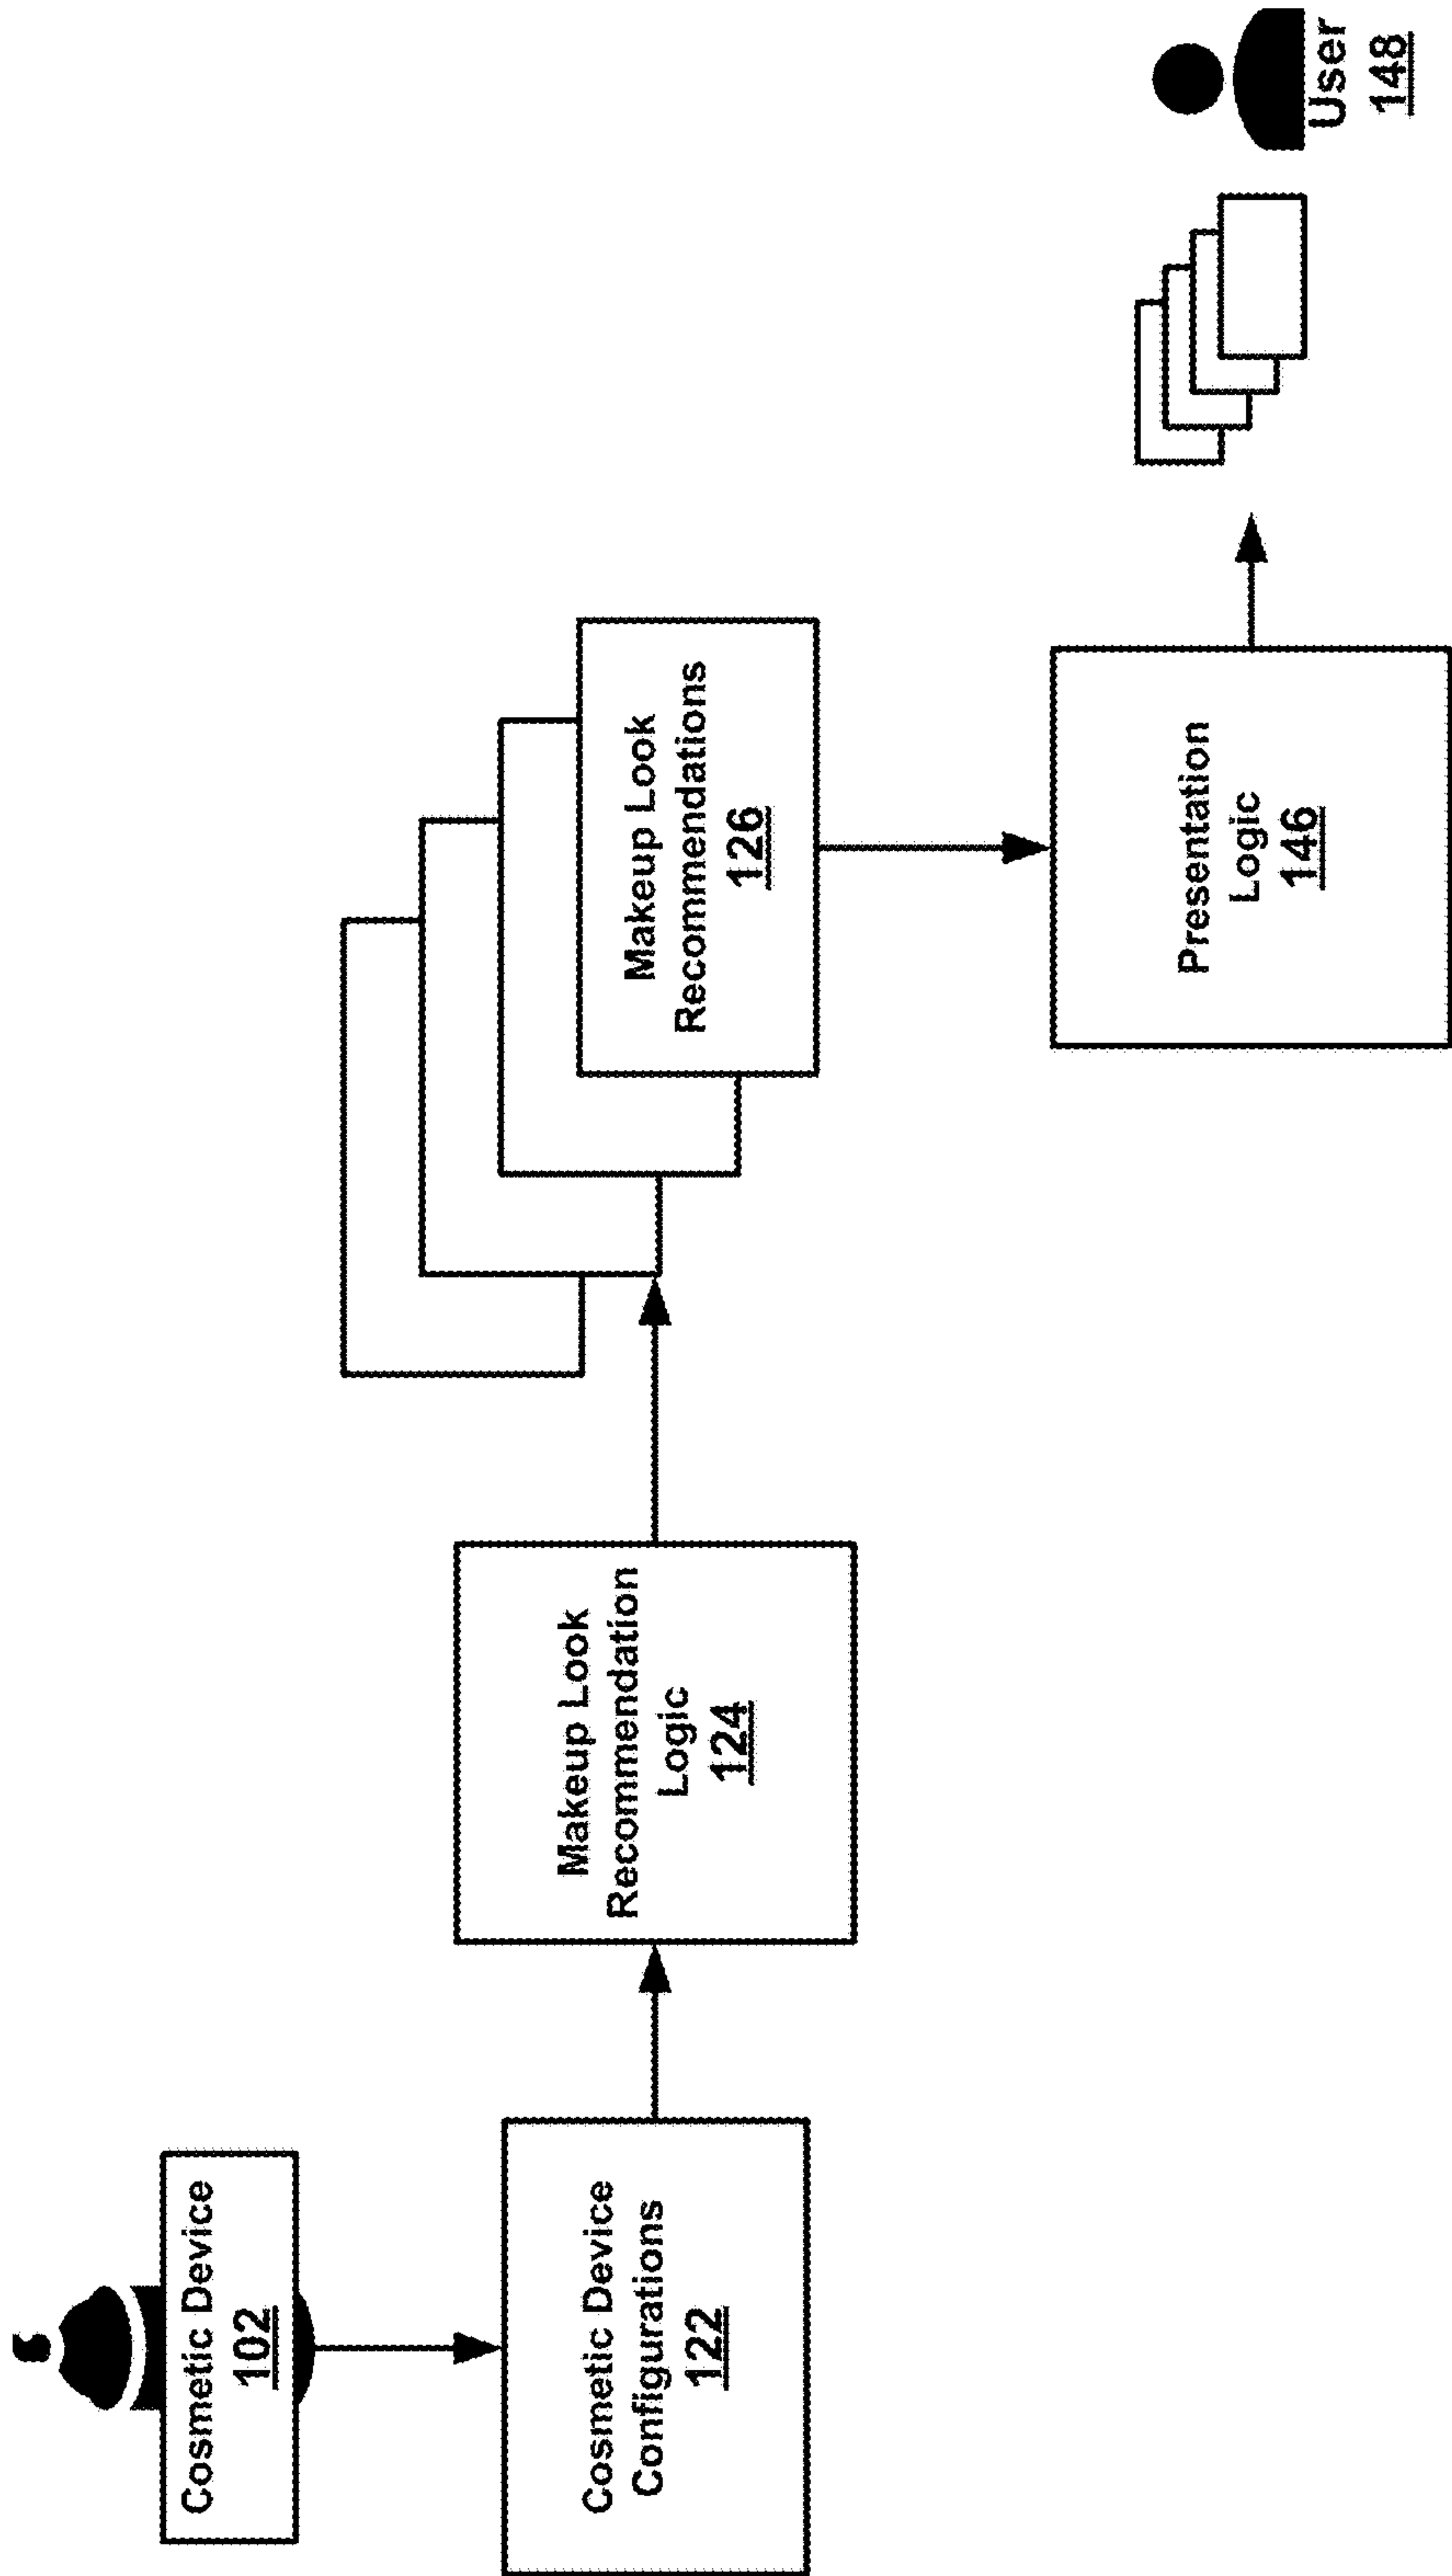 Cosmetic Device
102
Cosmetic Device
Configurations
122
Makeup Look
Recommendation
Logic
124
Makeup Look
Recommendations
126
Presentation
Logic
146
User
148